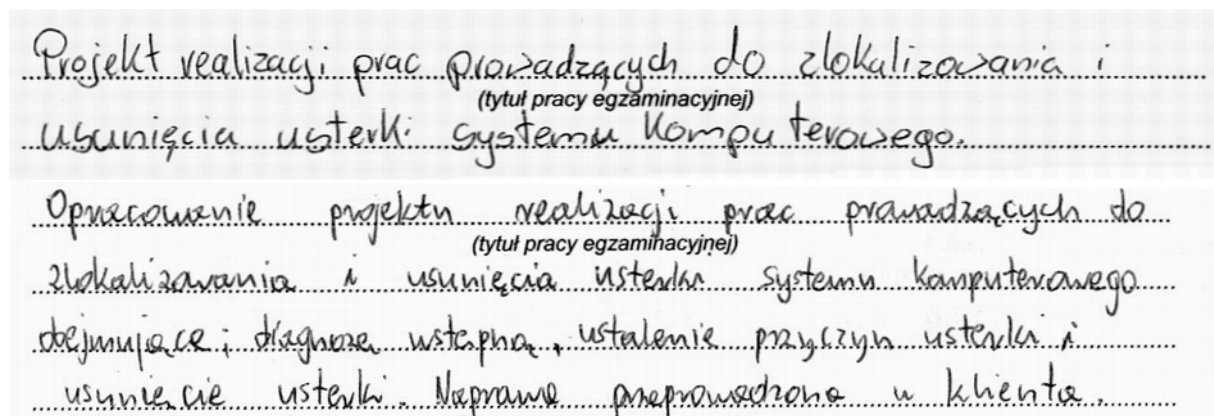 Projekt realizacji prac prowadzących do zlokalizowania i
(tytuł pracy egzaminacyjnej)
usunięcia usterki systemu komputerowego.
Opracowanie projektu realizacji prac prowadzących do
(tytuł pracy egzaminacyjnej)
zlokalizowania i usunięcia usterki systemu komputerowego
obejmujące; diagnozę wstępną, ustalenie przyczyn usterki i
usunięcie usterki. Naprawa przeprowadzona u klienta.